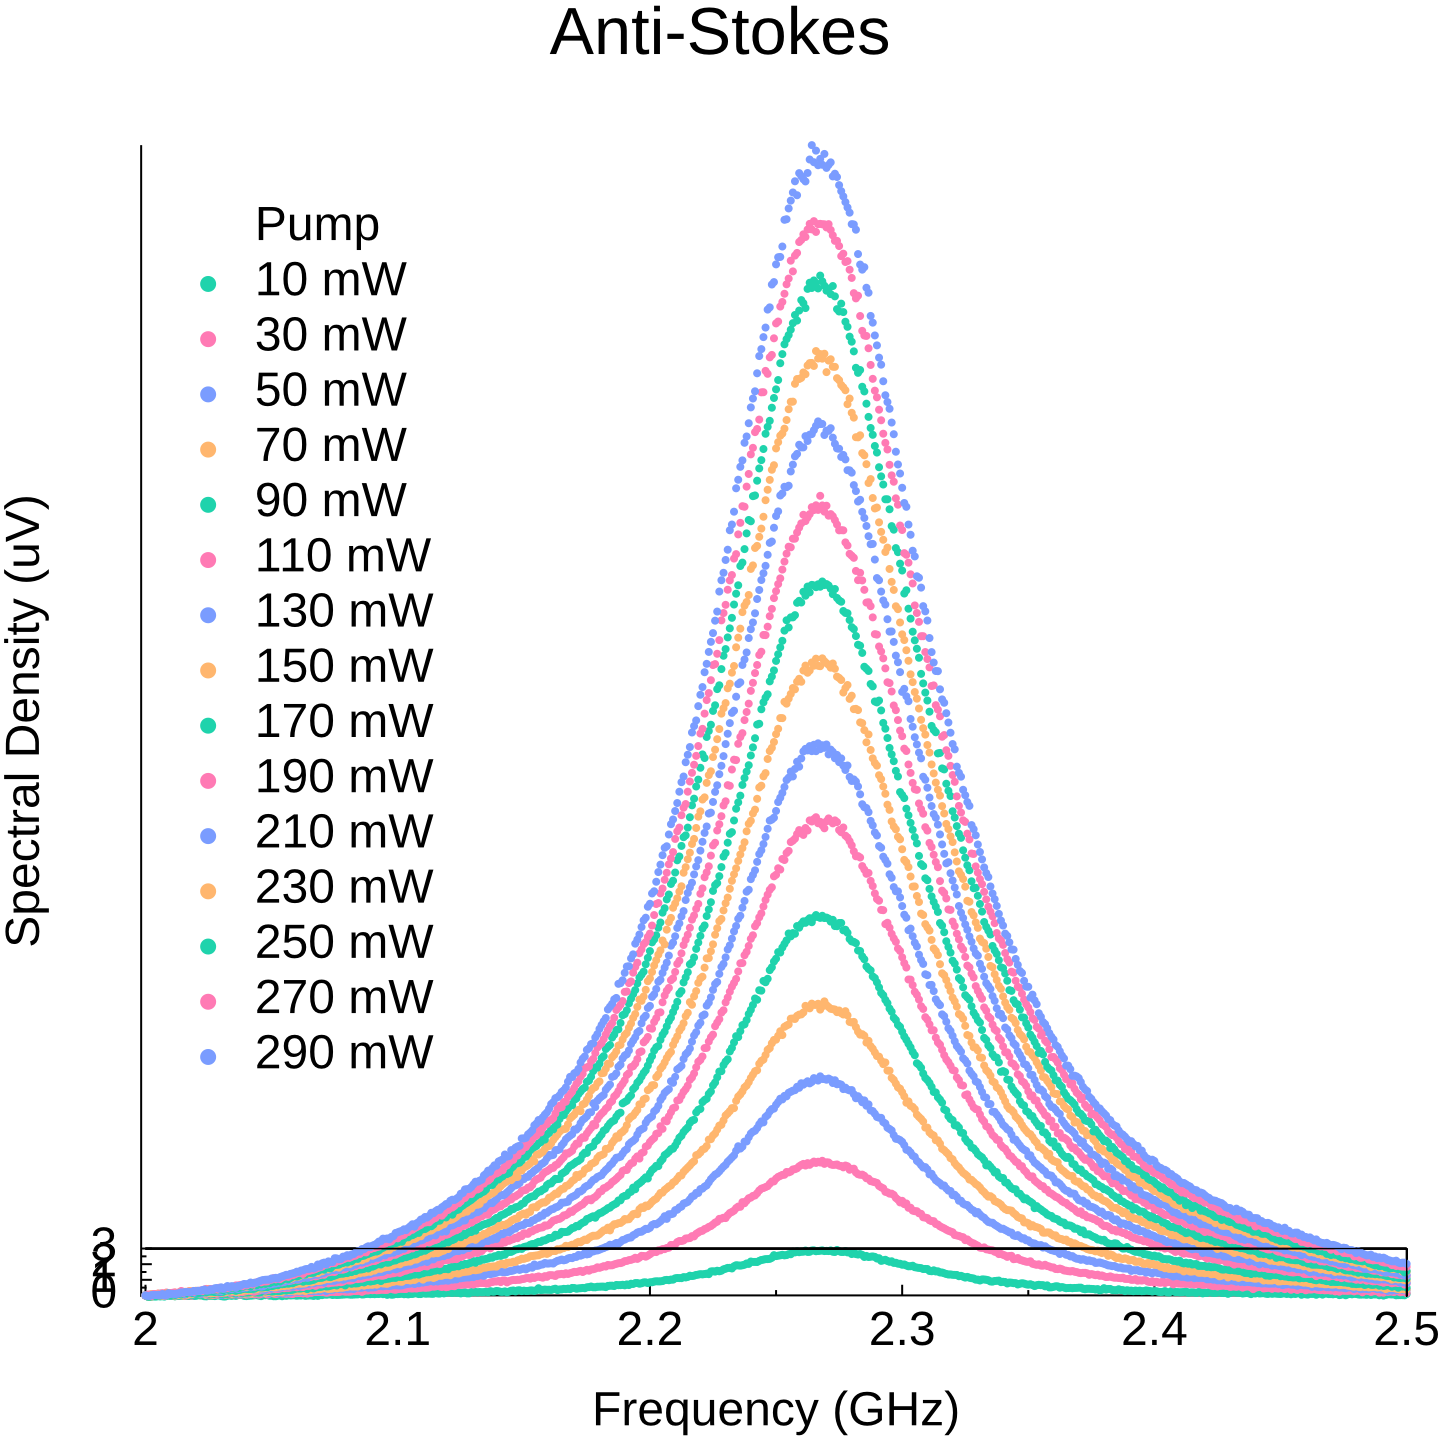 Anti-Stokes
Pump
10 mW
30 mW
50 mW
70 mW
90 mW
110 mW
130 mW
150 mW
170 mW
190 mW
210 mW
230 mW
250 mW
270 mW
290 mW
Spectral Density (uV)
3
2
1
0
2 2.1 2.2 2.3 2.4 2.5
Frequency (GHz)